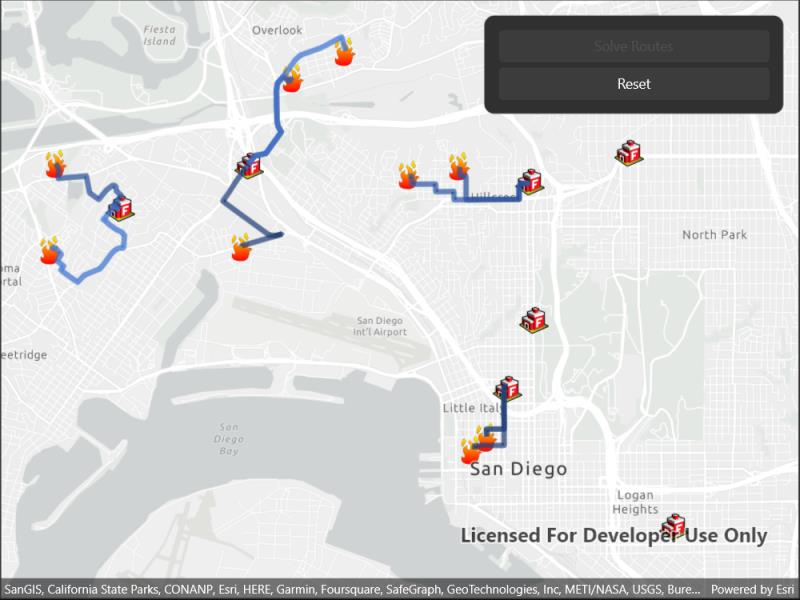 Fiesta
Island
Overlook
Solve Routes
Reset
North Park
San Diego
Int'l Airport
eetridge
Little Italy
San
Diego
Bay
San Diego
Logan
Heights
Licensed For Developer Use Only
SanGIS, California State Parks, CONANP, Esri, HERE, Garmin, Foursquare, SafeGraph, GeoTechnologies, Inc, METI/NASA, USGS, Bure... Powered by Esri